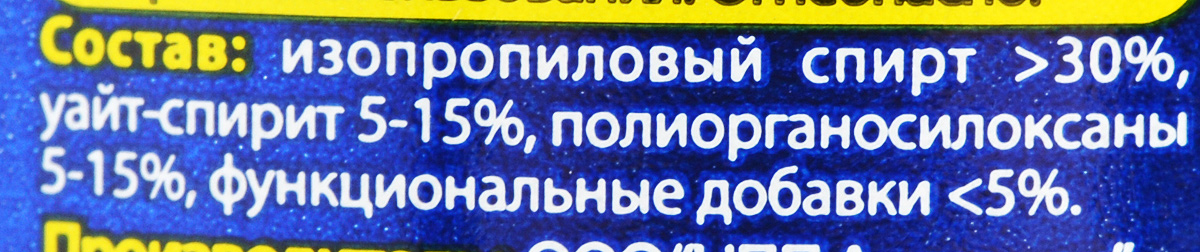 Состав: изопропиловый спирт >30%,
уайт-спирит 5-15%, полиорганосилоксаны
5-15%, функциональные добавки <5%.